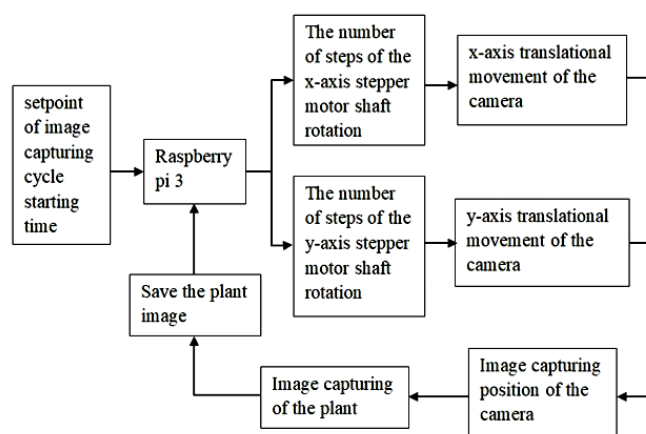 setpoint
of image
capturing
cycle
starting
time
Raspberry
pi 3
The number
of steps of the
x-axis stepper
motor shaft
rotation
x-axis translational
movement of the
camera
The number
of steps of the
y-axis stepper
motor shaft
rotation
y-axis translational
movement of the
camera
Save the plant
image
Image capturing
of the plant
Image capturing
position of the
camera